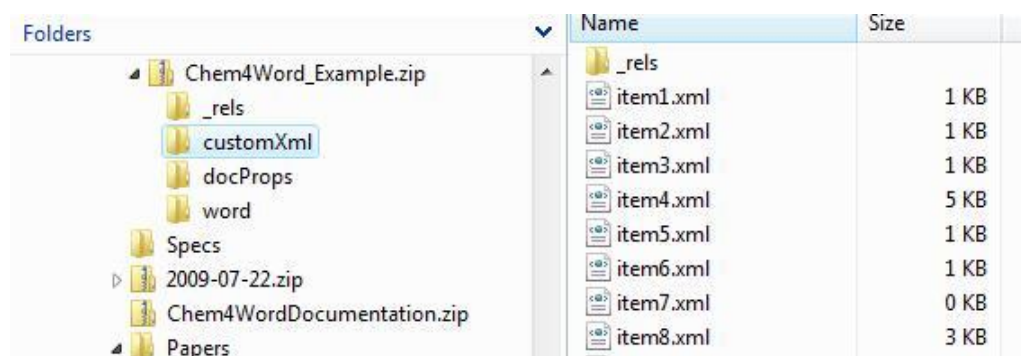 Folders
Chem4Word_Example.zip
_rels
customXml
docProps
word
Specs
2009-07-22.zip
Chem4WordDocumentation.zip
Papers
Name Size
_rels
item1.xml 1 KB
item2.xml 1 KB
item3.xml 1 KB
item4.xml 5 KB
item5.xml 1 KB
item6.xml 1 KB
item7.xml 0 KB
item8.xml 3 KB